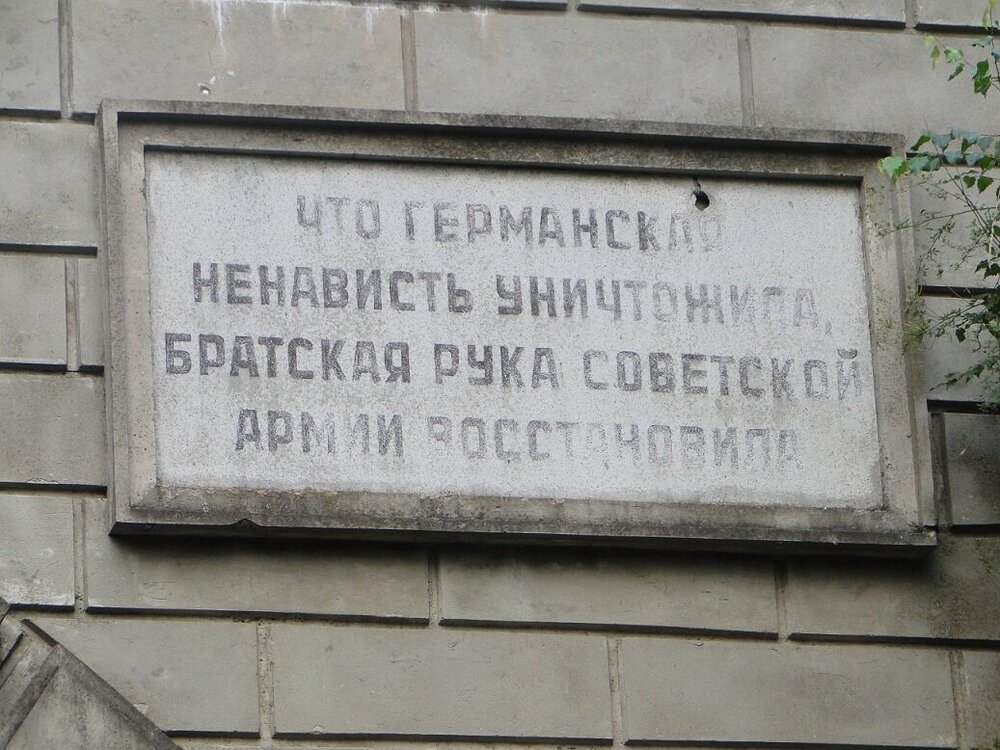 ЧТО ГЕРМАНСКАЯ
НЕНАВИСТЬ УНИЧТОЖИЛА,
БРАТСКАЯ РУКА СОВЕТСКОЙ
АРМИИ ВОССТАНОВИЛА